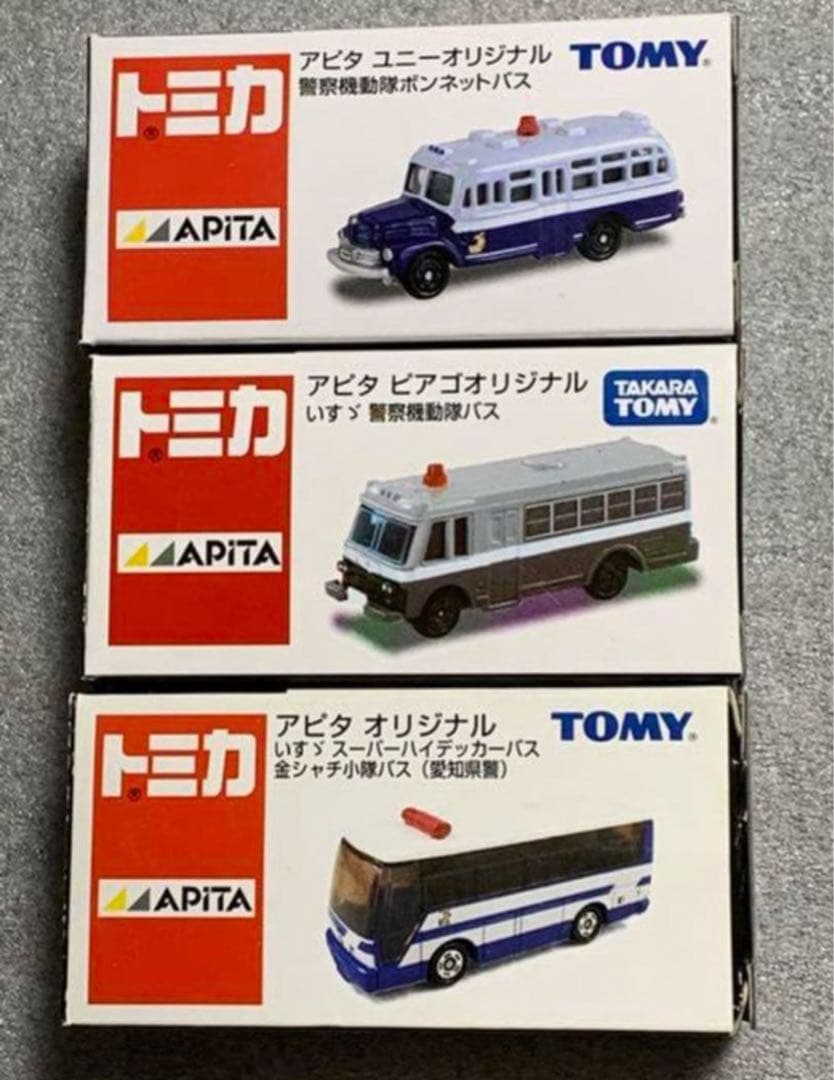 トミカ®
APiTA
アピタ ユニーオリジナル
警察機動隊ボンネットバス
TOMY®
トミカ®
APiTA
アピタ ピアゴオリジナル
いすゞ 警察機動隊バス
TAKARA
TOMY®
トミカ®
APiTA
アピタ オリジナル
いすゞ スーパーハイデッカーバス
金シャチ小隊バス（愛知県警）
TOMY®